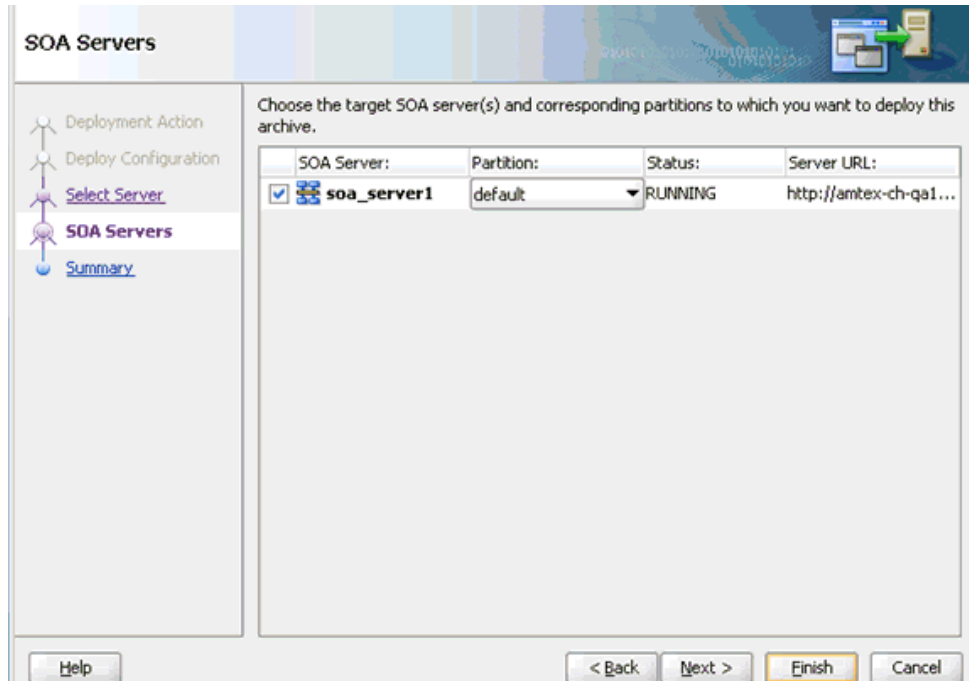 SOA Servers
Deployment Action
Deploy Configuration
Select Server
SOA Servers
Summary
Choose the target SOA server(s) and corresponding partitions to which you want to deploy this
archive.
SOA Server: Partition: Status: Server URL:
soa_server1 default RUNNING http://amtex-ch-qa1...
Help < Back Next > Finish Cancel